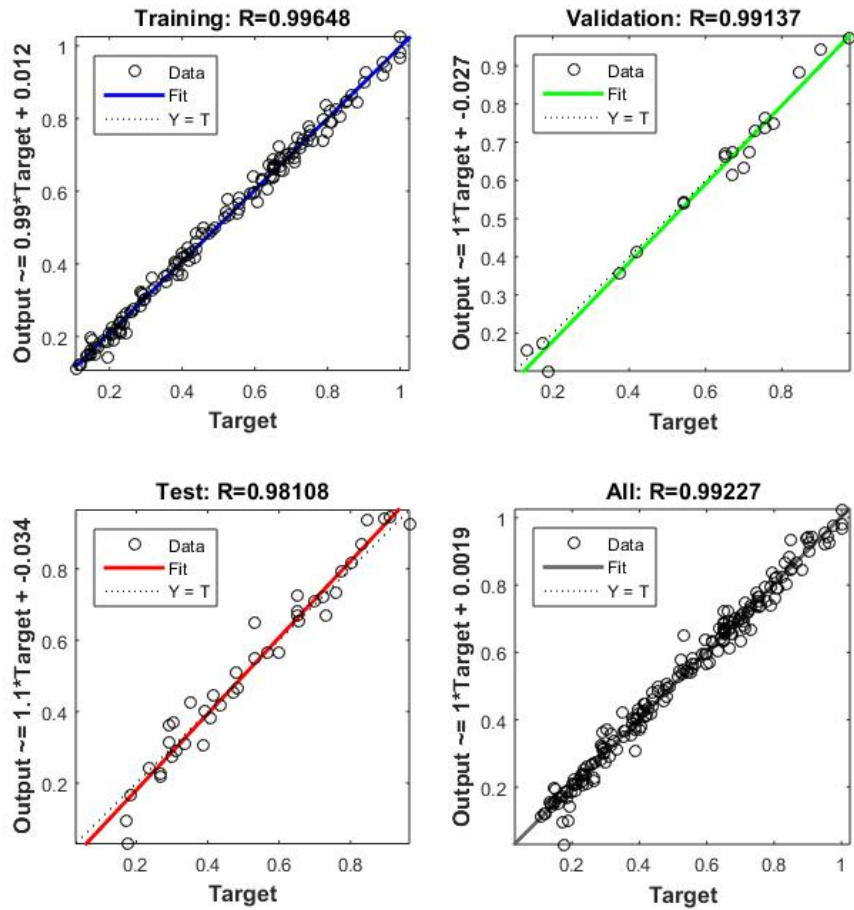 Training: R=0.99648
Output ~= 0.99*Target + 0.012
1
0.8
0.6
0.4
0.2
Data
Fit
Y = T
0.2 0.4 0.6 0.8 1
Target
Validation: R=0.99137
Output ~= 1*Target + -0.027
0.9
0.8
0.7
0.6
0.5
0.4
0.3
0.2
Data
Fit
Y = T
0.2 0.4 0.6 0.8
Target
Test: R=0.98108
Output ~= 1.1*Target + -0.034
0.8
0.6
0.4
0.2
Data
Fit
Y = T
0.2 0.4 0.6 0.8
Target
All: R=0.99227
Output ~= 1*Target + 0.0019
1
0.8
0.6
0.4
0.2
Data
Fit
Y = T
0.2 0.4 0.6 0.8 1
Target